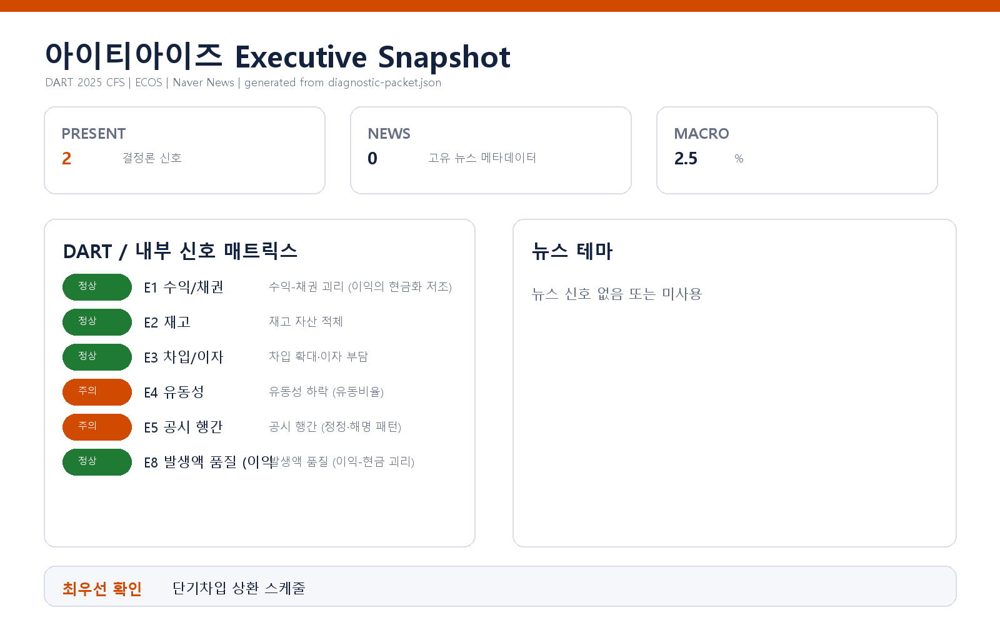 아이티아이즈 Executive Snapshot
DART 2025 CFS | ECOS | Naver News | generated from diagnostic-packet.json
PRESENT
2 결정론 신호
NEWS
0 고유 뉴스 메타데이터
MACRO
2.5 %
DART / 내부 신호 매트릭스
정상 E1 수익/채권 수익-채권 괴리 (이익의 현금화 저조)
정상 E2 재고 재고 자산 적체
정상 E3 차입/이자 차입 확대·이자 부담
주의 E4 유동성 유동성 하락 (유동비율)
주의 E5 공시 행간 공시 행간 (정정·해명 패턴)
정상 E8 발생액 품질 (이익 발생액 품질 (이익-현금 괴리)
뉴스 테마
뉴스 신호 없음 또는 미사용
최우선 확인 단기차입 상환 스케줄